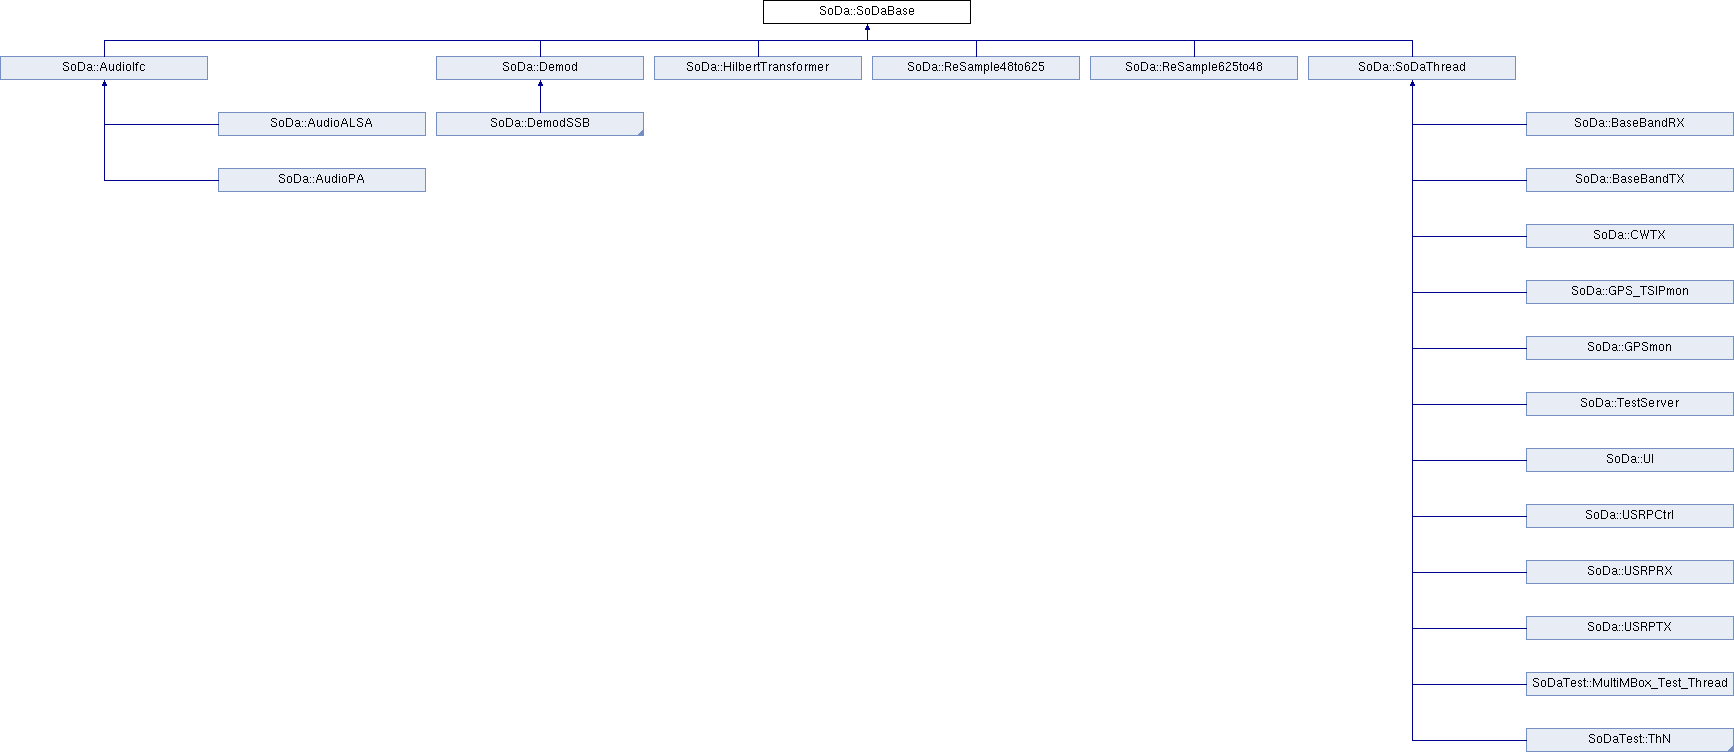 SoDa::SoDaBase
SoDa::AudioIfc
SoDa::Demod
SoDa::HilbertTransformer
SoDa::ReSample48to625
SoDa::ReSample625to48
SoDa::SoDaThread
SoDa::AudioALSA
SoDa::DemodSSB
SoDa::BaseBandRX
SoDa::AudioPA
SoDa::BaseBandTX
SoDa::CWTX
SoDa::GPS_TSIPmon
SoDa::GPSmon
SoDa::TestServer
SoDa::UI
SoDa::USRPCtrl
SoDa::USRPRX
SoDa::USRPTX
SoDaTest::MultiMBox_Test_Thread
SoDaTest::ThN